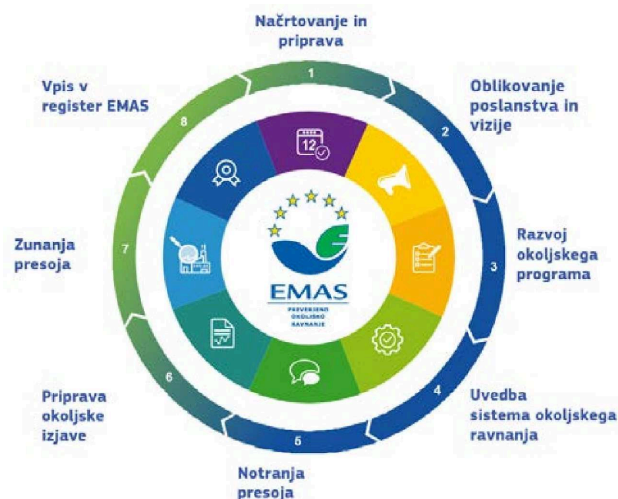 Načrtovanje in
priprava
1
Oblikovanje
poslanstva in
vizije
2
Razvoj
okoljskega
programa
3
Uvedba
sistema okoljskega
ravnanja
4
Notranja
presoja
5
Priprava
okoljske
izjave
6
Zunanja
presoja
7
Vpis v
register EMAS
8
12
EMAS
PREVERJENO
OKOLJSKO
RAVNANJE